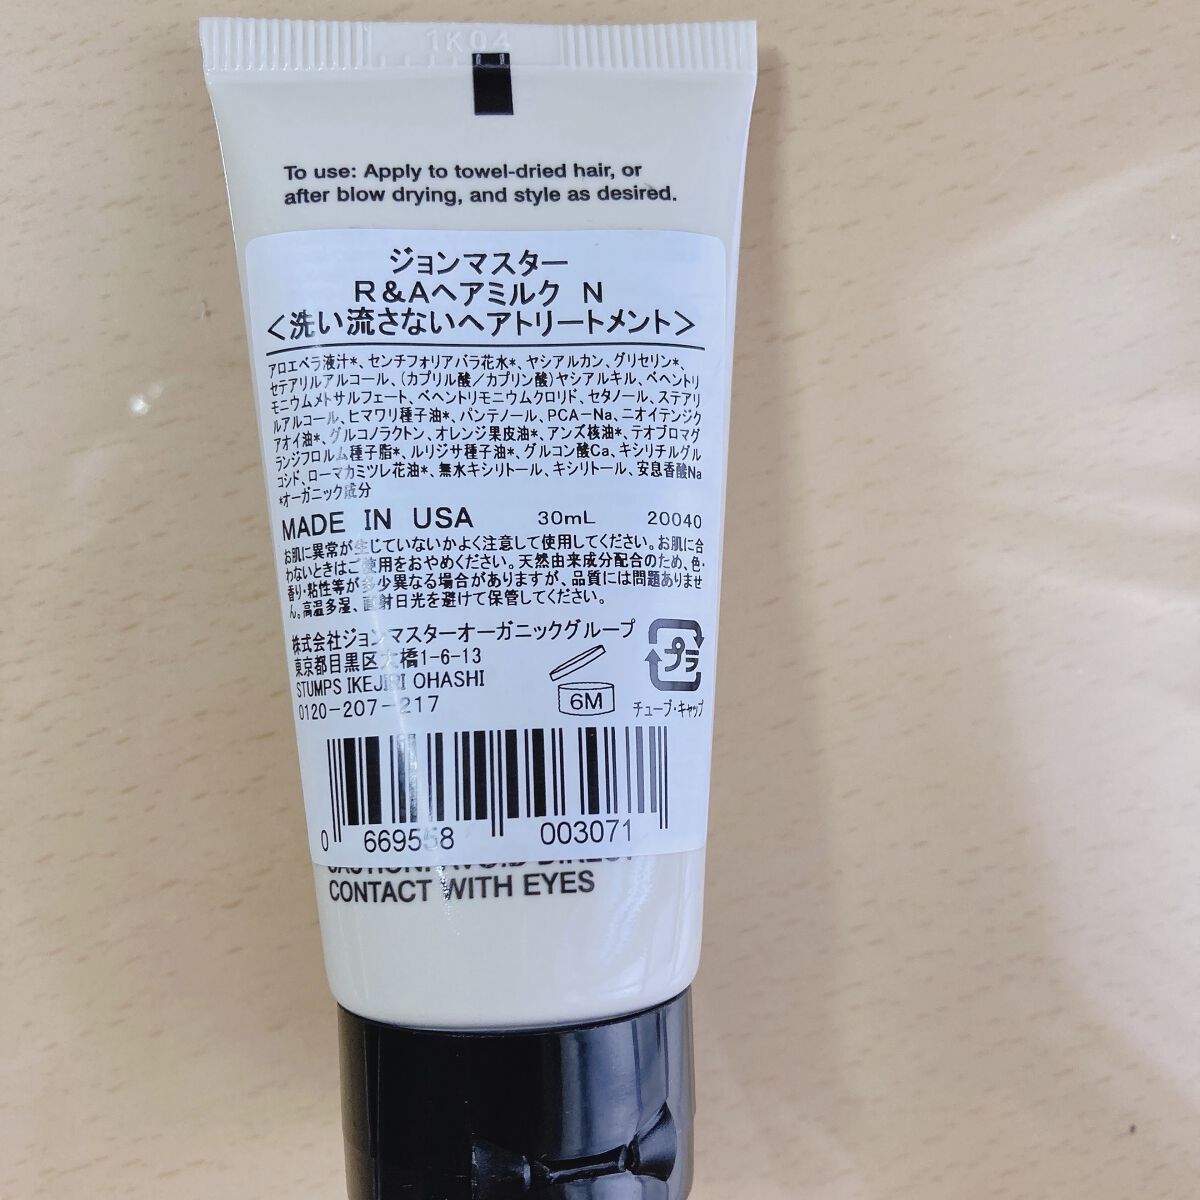 1K04
To use: Apply to towel-dried hair, or
after blow drying, and style as desired.
ジョンマスター
R&Aヘアミルク N
<洗い流さないヘアトリートメント>
アロエベラ液汁*、センチフォリアバラ花水*、ヤシアルカン、グリセリン*、
セテアリルアルコール、(カプリル酸/カプリン酸)ヤシアルキル、ベヘントリ
モニウムメトサルフェート、ベヘントリモニウムクロリド、セタノール、ステアリ
ルアルコール、ヒマワリ種子油*、パンテノール、PCA-Na、ニオイテンジク
アオイ油*、グルコノラクトン、オレンジ果皮油*、アンズ核油*、テオブロマグ
ランジフロルム種子脂*、ルリジサ種子油*、グルコン酸Ca、キシリチルグル
コシド、ローマカミツレ花油*、無水キシリトール、キシリトール、安息香酸Na
*オーガニック成分
MADE IN USA 30mL 20040
お肌に異常が生じていないかよく注意して使用してください。お肌に合
わないときはご使用をおやめください。天然由来成分配合のため、色・
香り・粘性等が多少異なる場合がありますが、品質には問題ありませ
ん。高温多湿、直射日光を避けて保管してください。
株式会社ジョンマスターオーガニックグループ
東京都目黒区大橋1-6-13
STUMPS IKEJIRI OHASHI
0120-207-217
6M
プラ
チューブ・キャップ
0 669558 003071
CAUTION: AVOID DIRECT
CONTACT WITH EYES